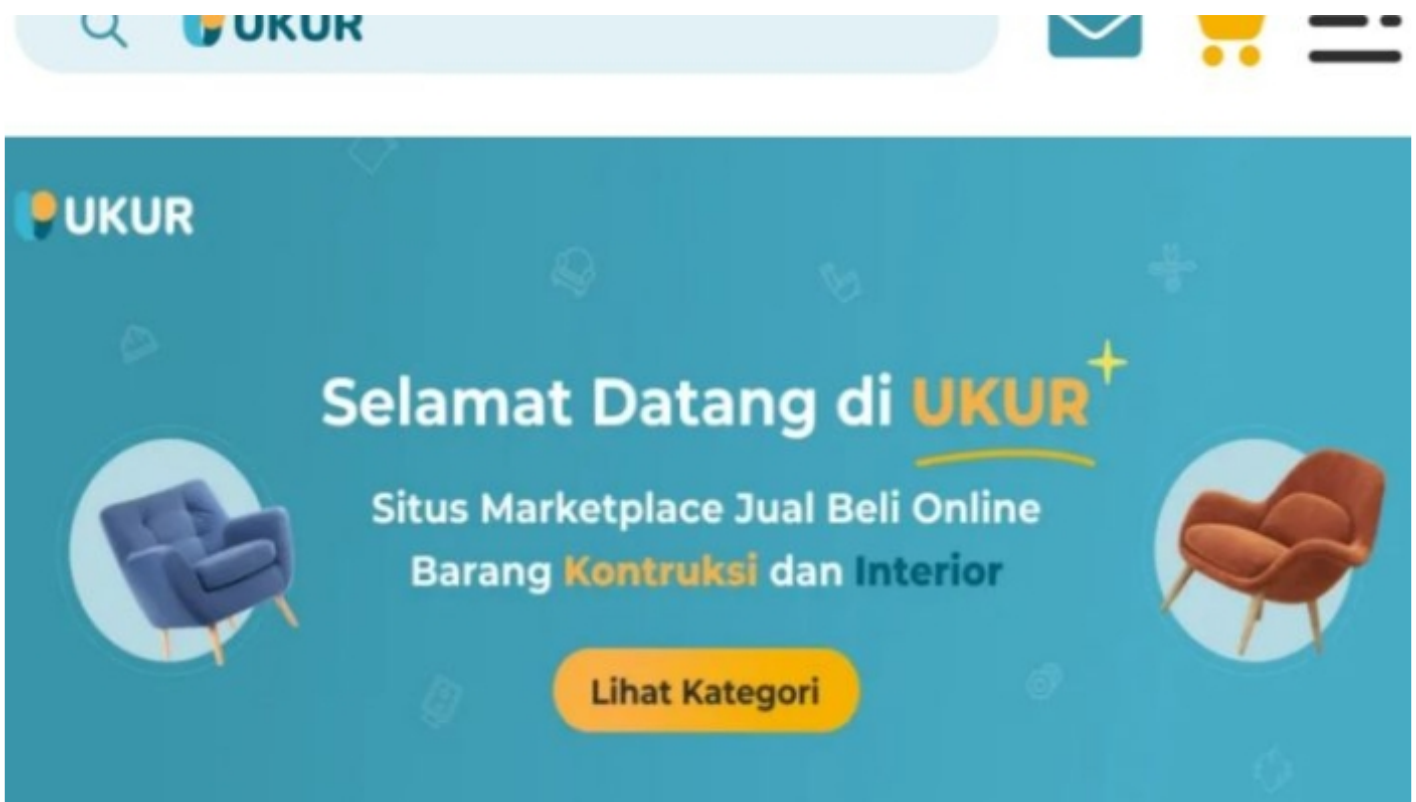 UKUR
UKUR
Selamat Datang di UKUR
Situs Marketplace Jual Beli Online
Barang Kontruksi dan Interior
Lihat Kategori